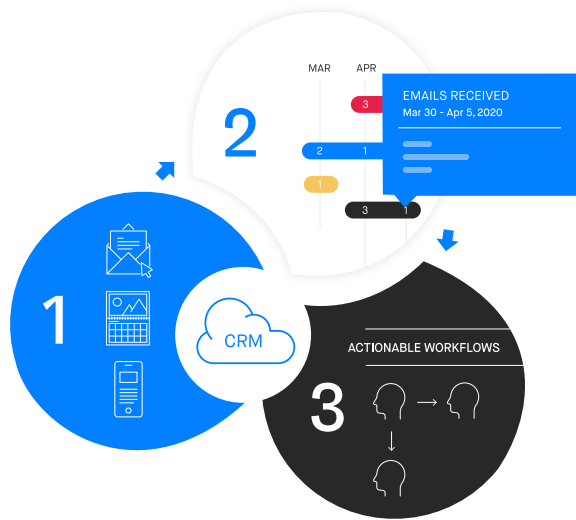 MAR APR
2
3
EMAILS RECEIVED
Mar 30 - Apr 5, 2020
2 1
1
3 1
1
CRM
ACTIONABLE WORKFLOWS
3